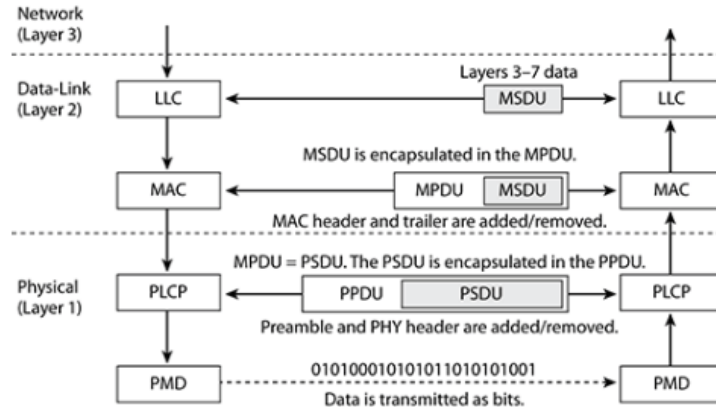 Network
(Layer 3)
Layers 3–7 data
Data-Link
(Layer 2)
LLC
MSDU
LLC
MSDU is encapsulated in the MPDU.
MAC
MPDU
MSDU
MAC
MAC header and trailer are added/removed.
MPDU = PSDU. The PSDU is encapsulated in the PPDU.
Physical
(Layer 1)
PLCP
PPDU
PSDU
PLCP
Preamble and PHY header are added/removed.
0101000101010110101010​01
PMD
PMD
Data is transmitted as bits.